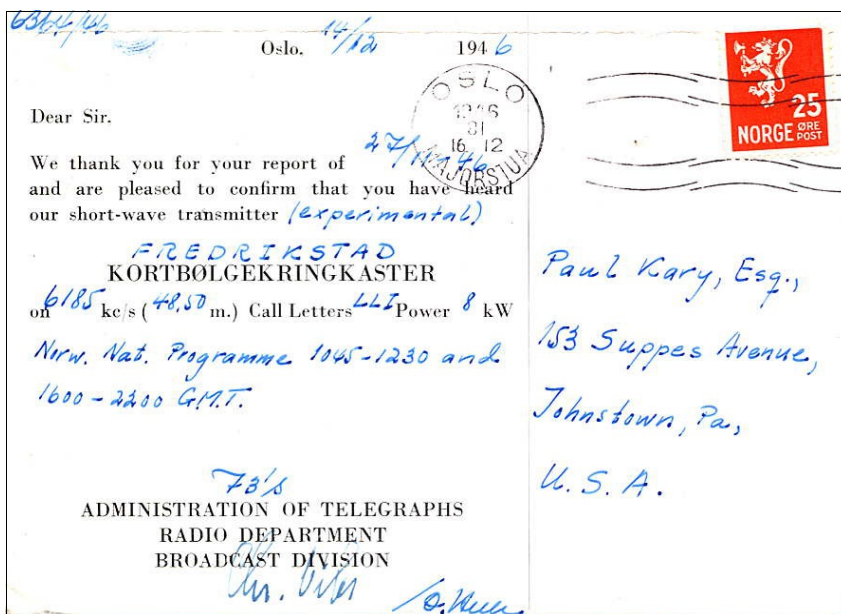 6364/46
Oslo, 14/12 1946
Dear Sir.
We thank you for your report of 27/11 46
and are pleased to confirm that you have heard
our short-wave transmitter (experimental)
FREDRIKSTAD
KORTBØLGEKRINGKASTER
on 6185 kc/s (48,50 m.) Call Letters LLI Power 8 kW
Norw. Nat. Programme 1045-1230 and
1600-2200 G.M.T.
73's
ADMINISTRATION OF TELEGRAPHS
RADIO DEPARTMENT
BROADCAST DIVISION
OSLO
16 12
MAJORSTUA
25
NORGE ØRE
POST
Paul Kary, Esq.,
153 Suppes Avenue,
Johnstown, Pa,
U.S.A.